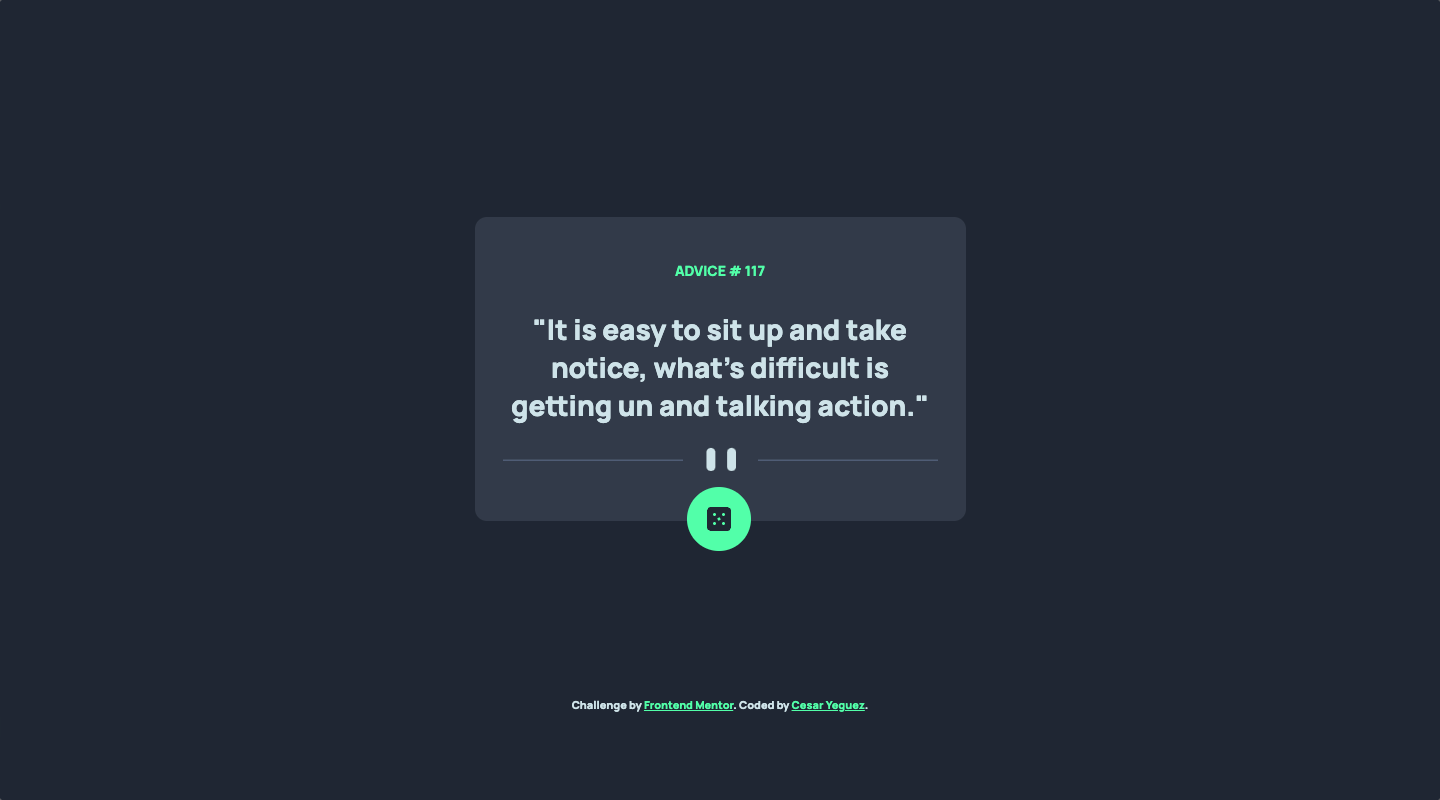 ADVICE # 117
"It is easy to sit up and take
notice, what's difficult is
getting un and talking action."
Challenge by Frontend Mentor. Coded by Cesar Yeguez.